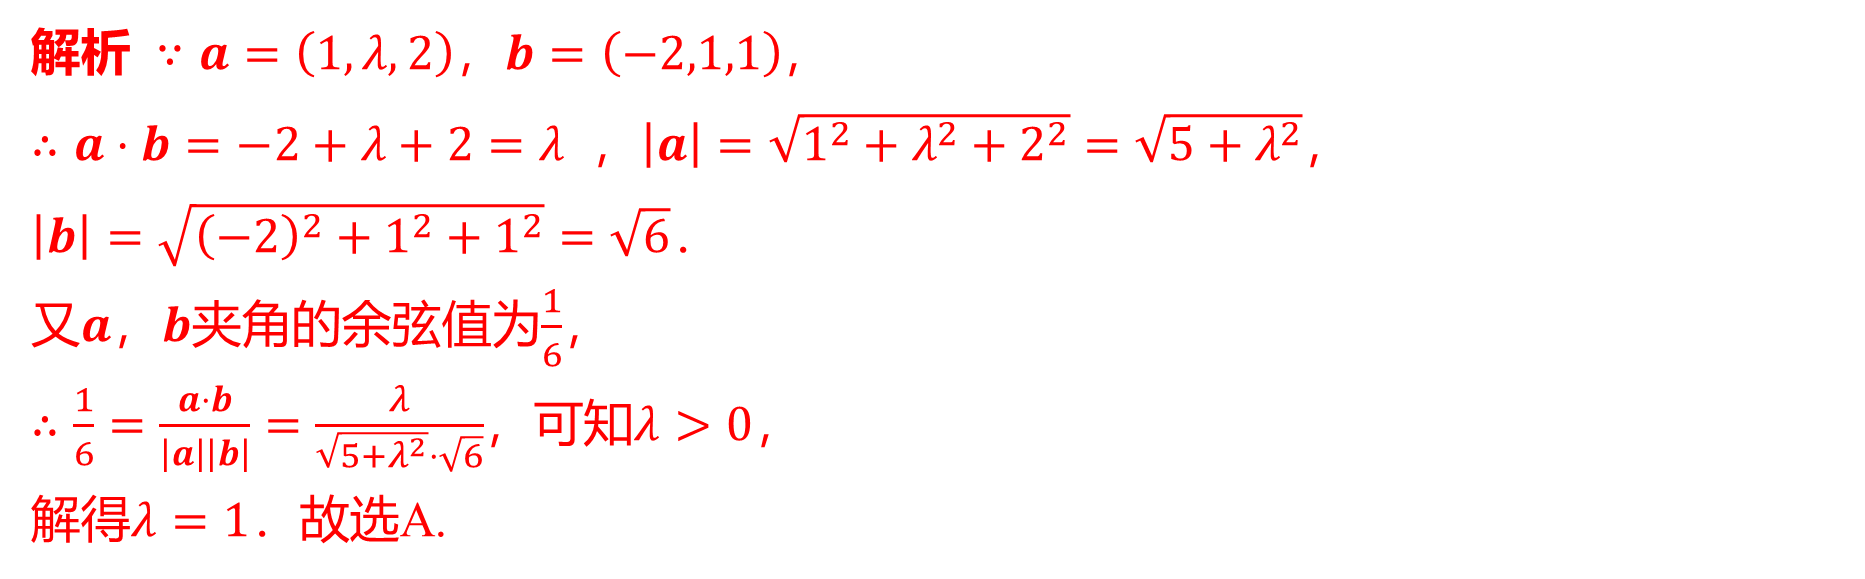 解析 ∵ a = (1, λ, 2), b = (−2,1,1),
∴ a · b = −2 + λ + 2 = λ , |a| = √(1² + λ² + 2²) = √(5 + λ²),
|b| = √((−2)² + 1² + 1²) = √6.
又a, b夹角的余弦值为1/6,
∴ 1/6 = a·b/|a||b| = λ/(√(5+λ²)·√6), 可知λ > 0,
解得λ = 1. 故选A.